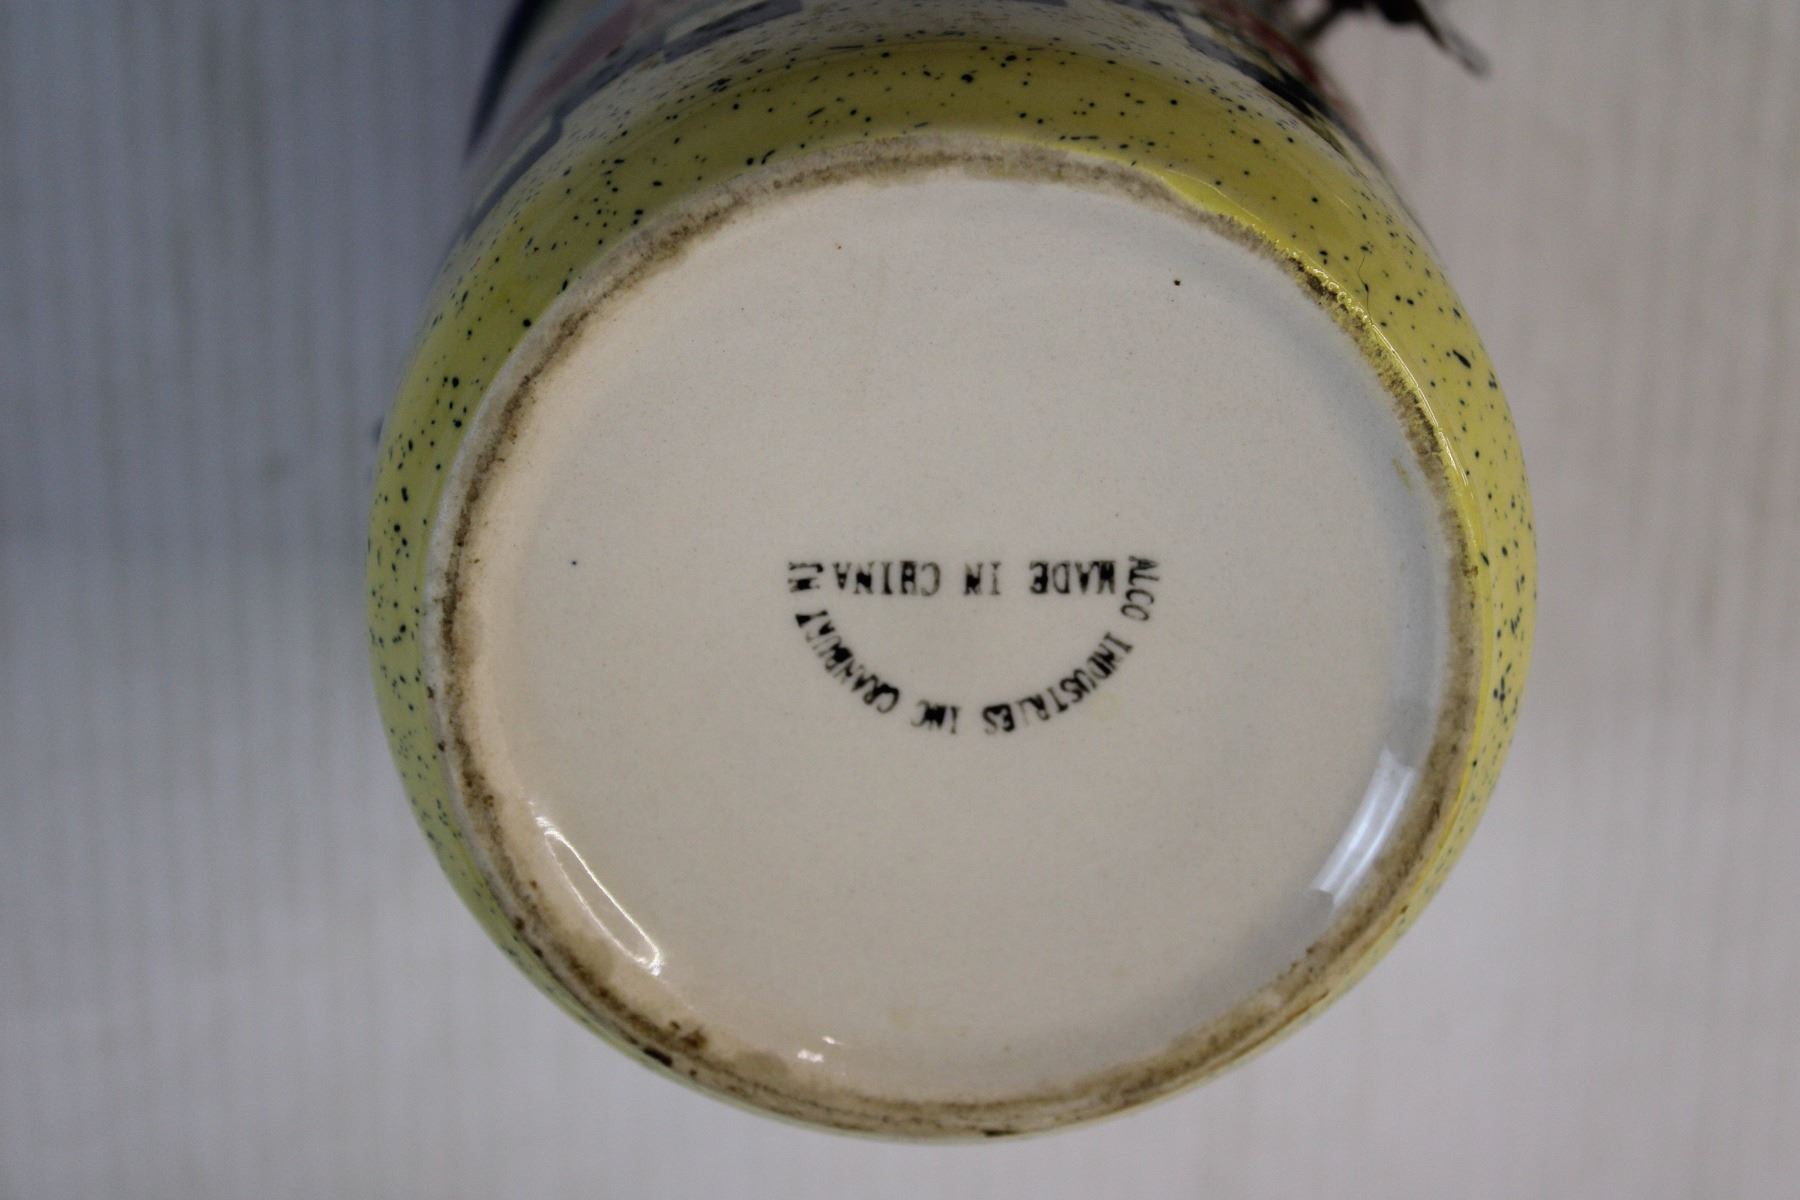 ALCO INDUSTRIES INC CRANBURY NJ
MADE IN CHINA